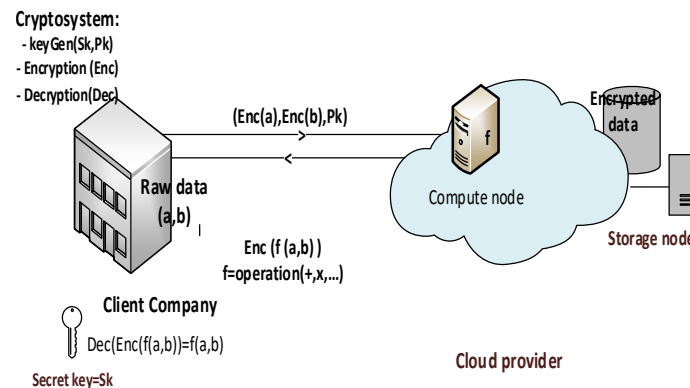 Cryptosystem:
- keyGen(Sk,Pk)
- Encryption (Enc)
- Decryption(Dec)
(Enc(a),Enc(b),Pk)
f
Encrypted
data
Raw data
(a,b)
Compute node
Enc (f (a,b) )
f=operation(+,x,...)
Storage node
Client Company
Dec(Enc(f(a,b))=f(a,b)
Cloud provider
Secret key=Sk